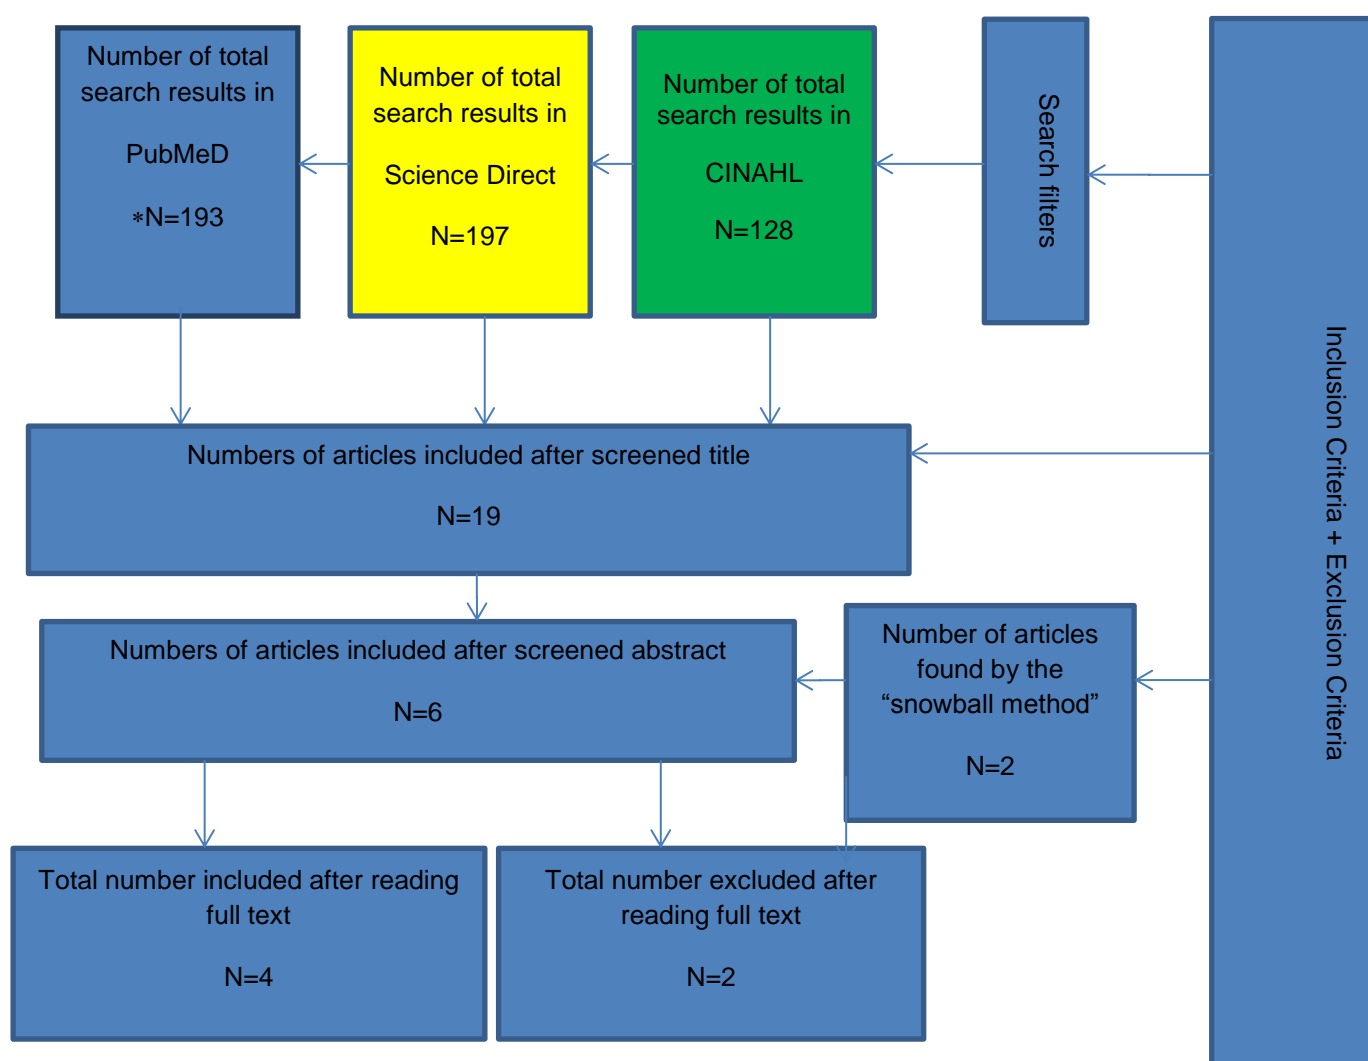 Number of total
search results in
PubMeD
*N=193
Number of total
search results in
Science Direct
N=197
Number of total
search results in
CINAHL
N=128
Search filters
Inclusion Criteria + Exclusion Criteria
Numbers of articles included after screened title
N=19
Numbers of articles included after screened abstract
N=6
Number of articles
found by the
“snowball method”
N=2
Total number included after reading
full text
N=4
Total number excluded after
reading full text
N=2